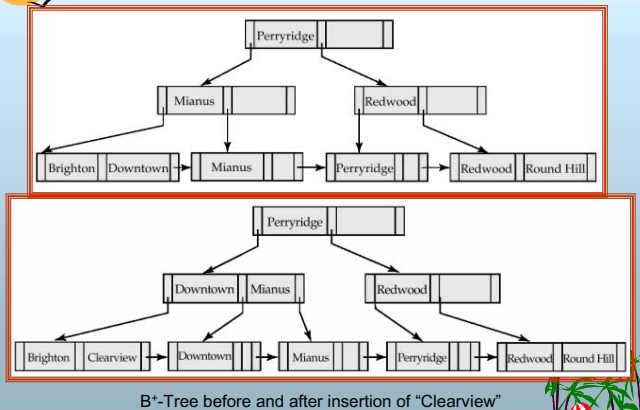 Perryridge
Mianus Redwood
Brighton Downtown Mianus Perryridge Redwood Round Hill
Perryridge
Downtown Mianus Redwood
Brighton Clearview Downtown Mianus Perryridge Redwood Round Hill
B+-Tree before and after insertion of “Clearview”